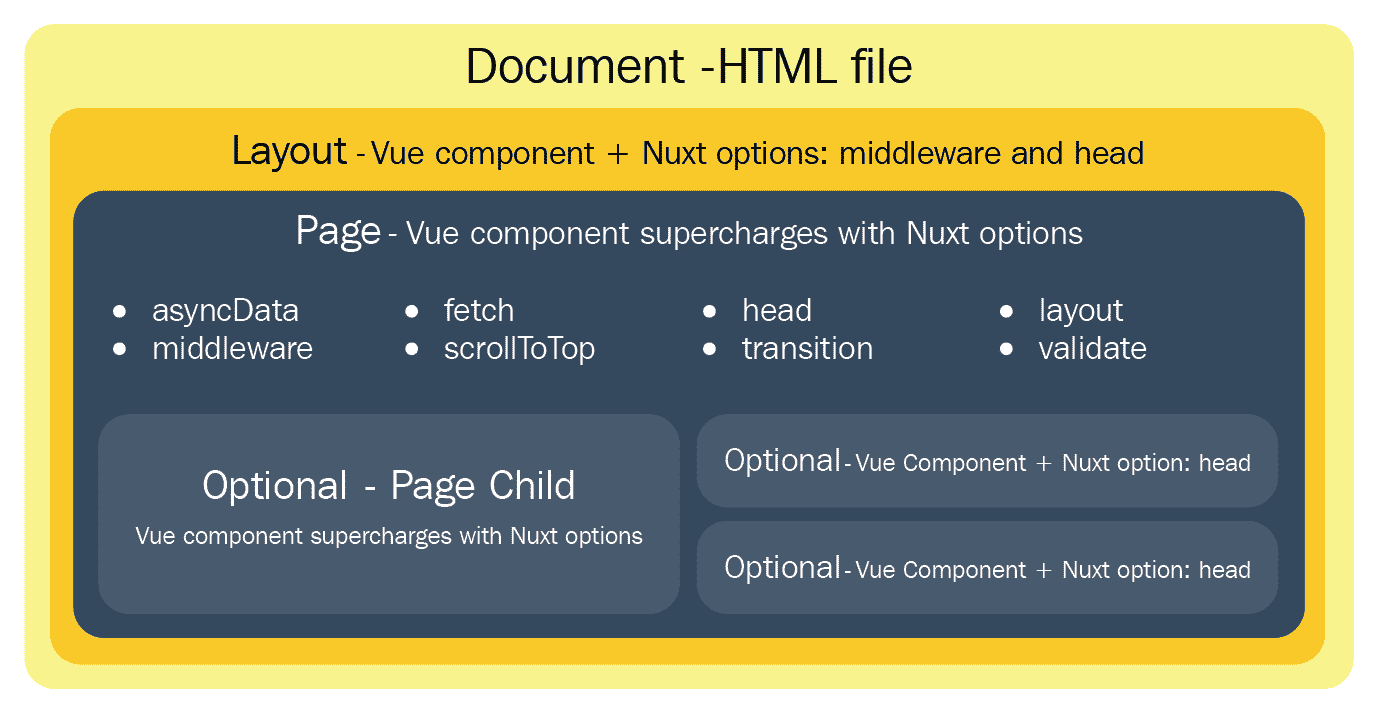 Document -HTML file
Layout - Vue component + Nuxt options: middleware and head
Page - Vue component supercharges with Nuxt options
• asyncData • fetch • head • layout
• middleware • scrollToTop • transition • validate
Optional - Page Child
Vue component supercharges with Nuxt options
Optional - Vue Component + Nuxt option: head
Optional - Vue Component + Nuxt option: head